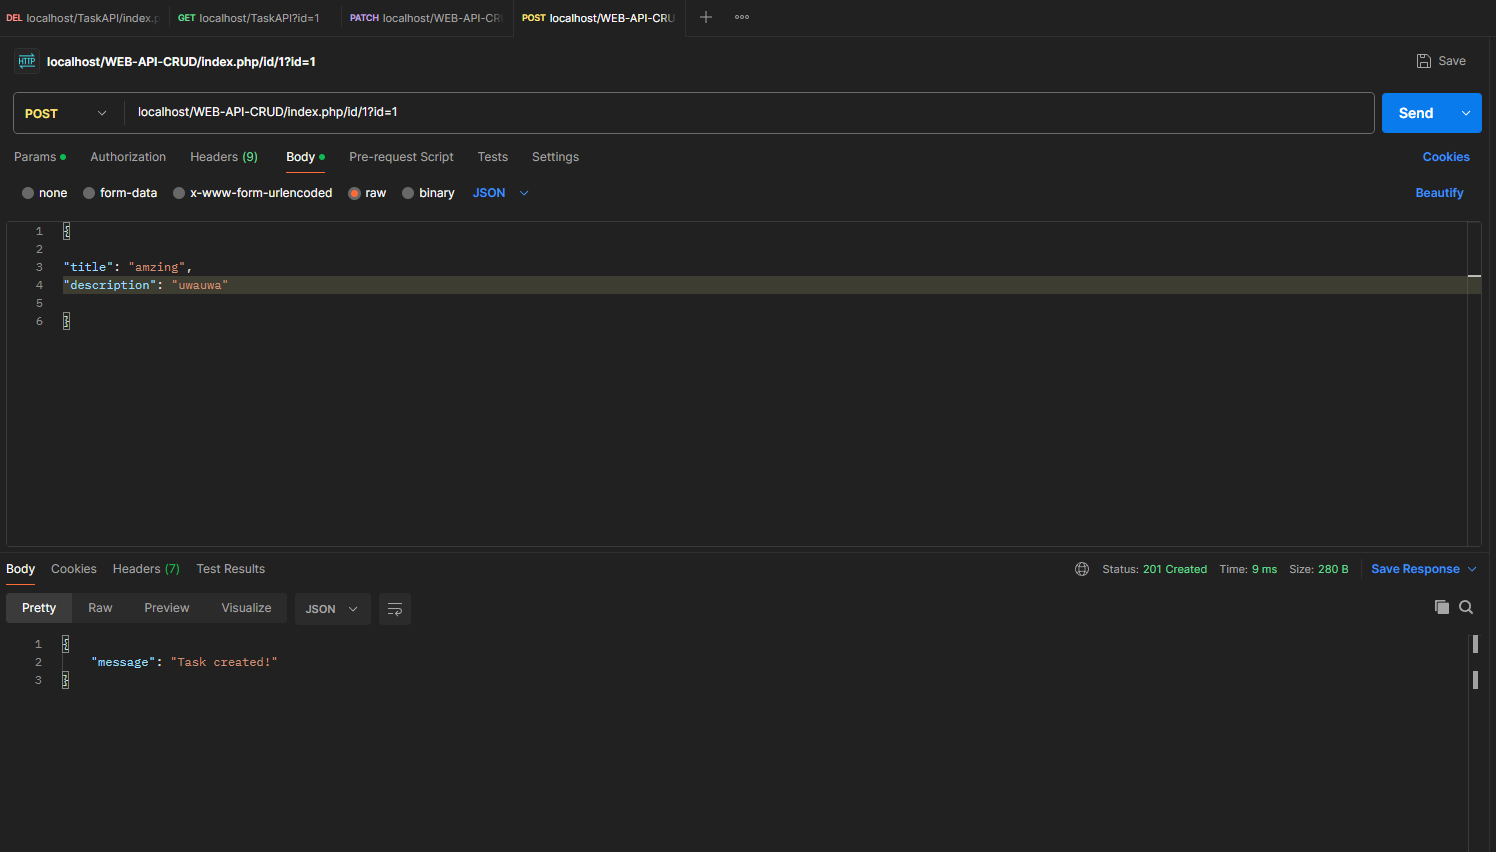 DEL localhost/TaskAPI/index.p
GET localhost/TaskAPI?id=1
PATCH localhost/WEB-API-CR
POST localhost/WEB-API-CRU
HTTP localhost/WEB-API-CRUD/index.php/id/1?id=1
Save
POST localhost/WEB-API-CRUD/index.php/id/1?id=1
Send
Params Authorization Headers (9) Body Pre-request Script Tests Settings Cookies
none form-data x-www-form-urlencoded raw binary JSON Beautify
1 {
2
3 "title": "amzing",
4 "description": "uwauwa"
5
6 }
Body Cookies Headers (7) Test Results Status: 201 Created Time: 9 ms Size: 280 B Save Response
Pretty Raw Preview Visualize JSON
1 {
2 "message": "Task created!"
3 }